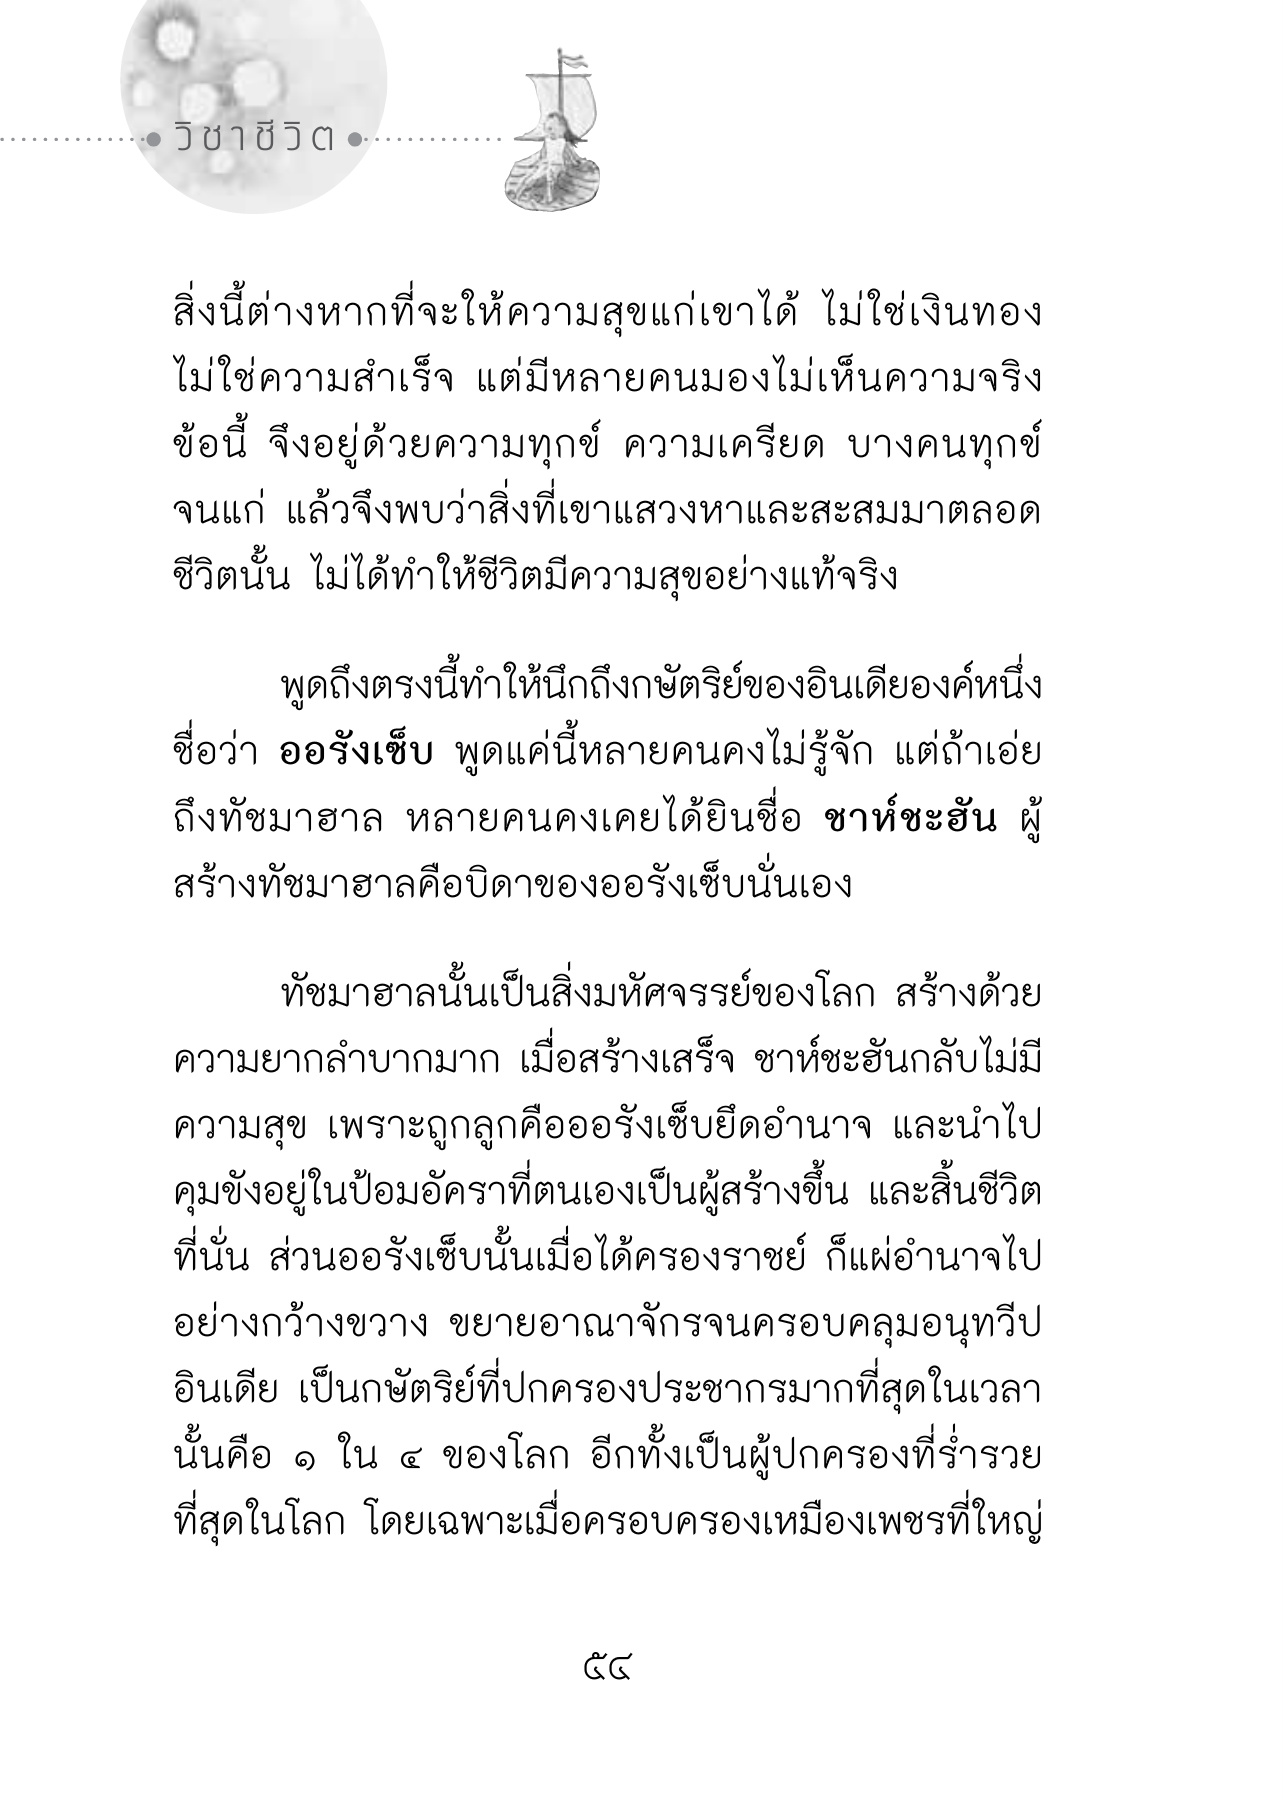 วิชาชีวิต
สิ่งนี้ต่างหากที่จะให้ความสุขแก่เขาได้ ไม่ใช่เงินทอง
ไม่ใช่ความสำเร็จ แต่มีหลายคนมองไม่เห็นความจริง
ข้อนี้ จึงอยู่ด้วยความทุกข์ ความเครียด บางคนทุกข์
จนแก่ แล้วจึงพบว่าสิ่งที่เขาแสวงหาและสะสมมาตลอด
ชีวิตนั้น ไม่ได้ทำให้ชีวิตมีความสุขอย่างแท้จริง
พูดถึงตรงนี้ทำให้นึกถึงกษัตริย์ของอินเดียองค์หนึ่ง
ชื่อว่า ออรังเซ็บ พูดแค่นี้หลายคนคงไม่รู้จัก แต่ถ้าเอ่ย
ถึงทัชมาฮาล หลายคนคงเคยได้ยินชื่อ ชาห์ชะฮัน ผู้
สร้างทัชมาฮาลคือบิดาของออรังเซ็บนั่นเอง
ทัชมาฮาลนั้นเป็นสิ่งมหัศจรรย์ของโลก สร้างด้วย
ความยากลำบากมาก เมื่อสร้างเสร็จ ชาห์ชะฮันกลับไม่มี
ความสุข เพราะถูกลูกคือออรังเซ็บยึดอำนาจ และนำไป
คุมขังอยู่ในป้อมอัคราที่ตนเองเป็นผู้สร้างขึ้น และสิ้นชีวิต
ที่นั่น ส่วนออรังเซ็บนั้นเมื่อได้ครองราชย์ ก็แผ่อำนาจไป
อย่างกว้างขวาง ขยายอาณาจักรจนครอบคลุมอนุทวีป
อินเดีย เป็นกษัตริย์ที่ปกครองประชากรมากที่สุดในเวลา
นั้นคือ ๑ ใน ๔ ของโลก อีกทั้งเป็นผู้ปกครองที่ร่ำรวย
ที่สุดในโลก โดยเฉพาะเมื่อครอบครองเหมืองเพชรที่ใหญ่
๕๔